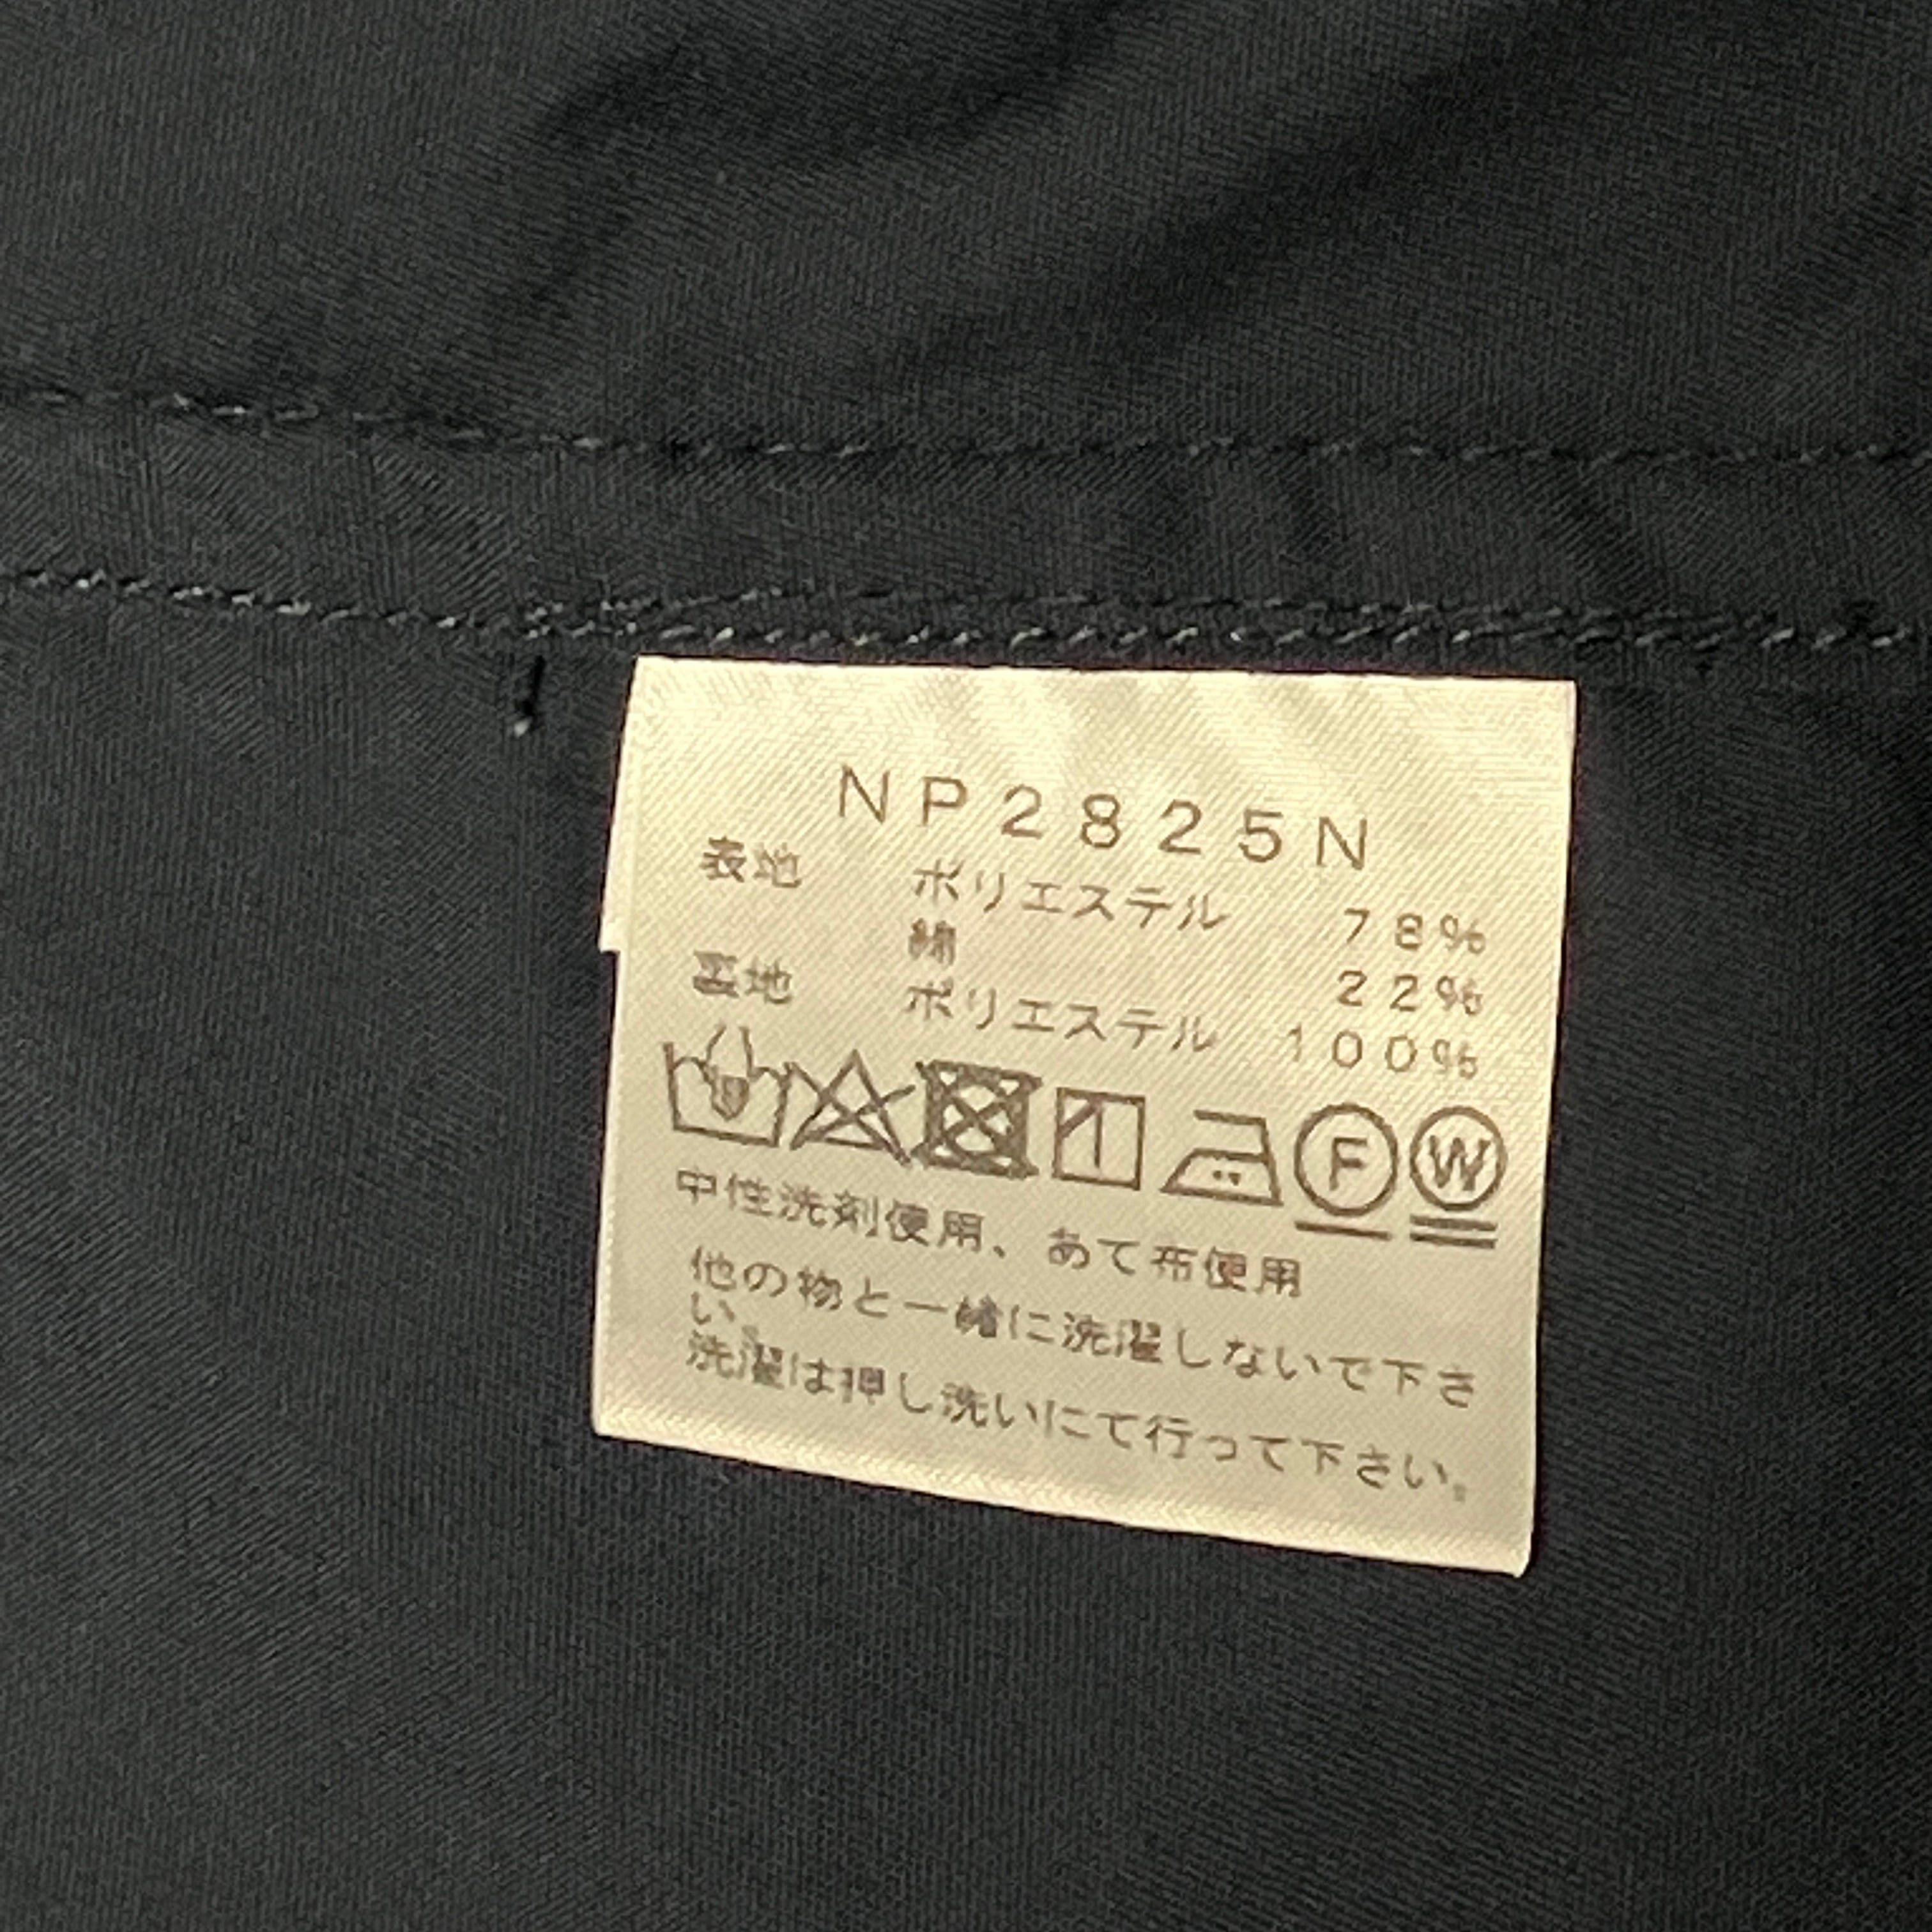 NP2825N
表地 ポリエステル 78%
綿 22%
裏地 ポリエステル 100%
F W
中性洗剤使用、あて布使用
他の物と一緒に洗濯しないで下さ
い。
洗濯は押し洗いにて行って下さい。